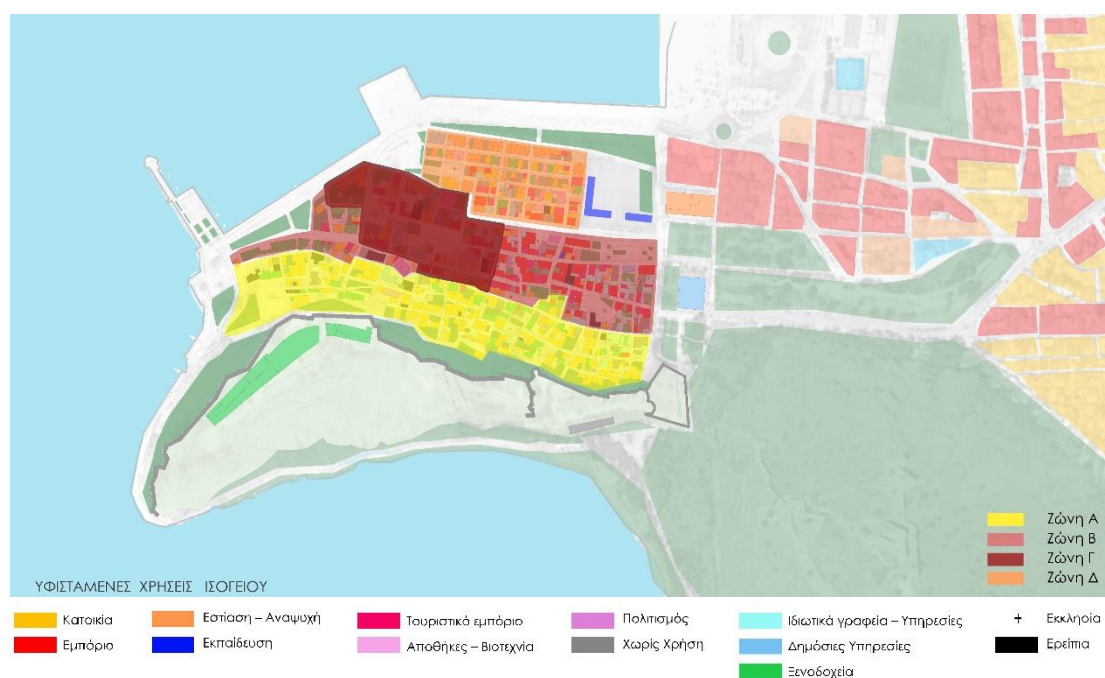 Ζώνη Α
Ζώνη Β
Ζώνη Γ
Ζώνη Δ
ΥΦΙΣΤΑΜΕΝΕΣ ΧΡΗΣΕΙΣ ΙΣΟΓΕΙΟΥ
Κατοικία
Εμπόριο
Εστίαση – Αναψυχή
Εκπαίδευση
Τουριστικό εμπόριο
Αποθήκες – Βιοτεχνία
Πολιτισμός
Χωρίς Χρήση
Ιδιωτικά γραφεία – Υπηρεσίες
Δημόσιες Υπηρεσίες
Ξενοδοχεία
Εκκλησία
Ερείπια